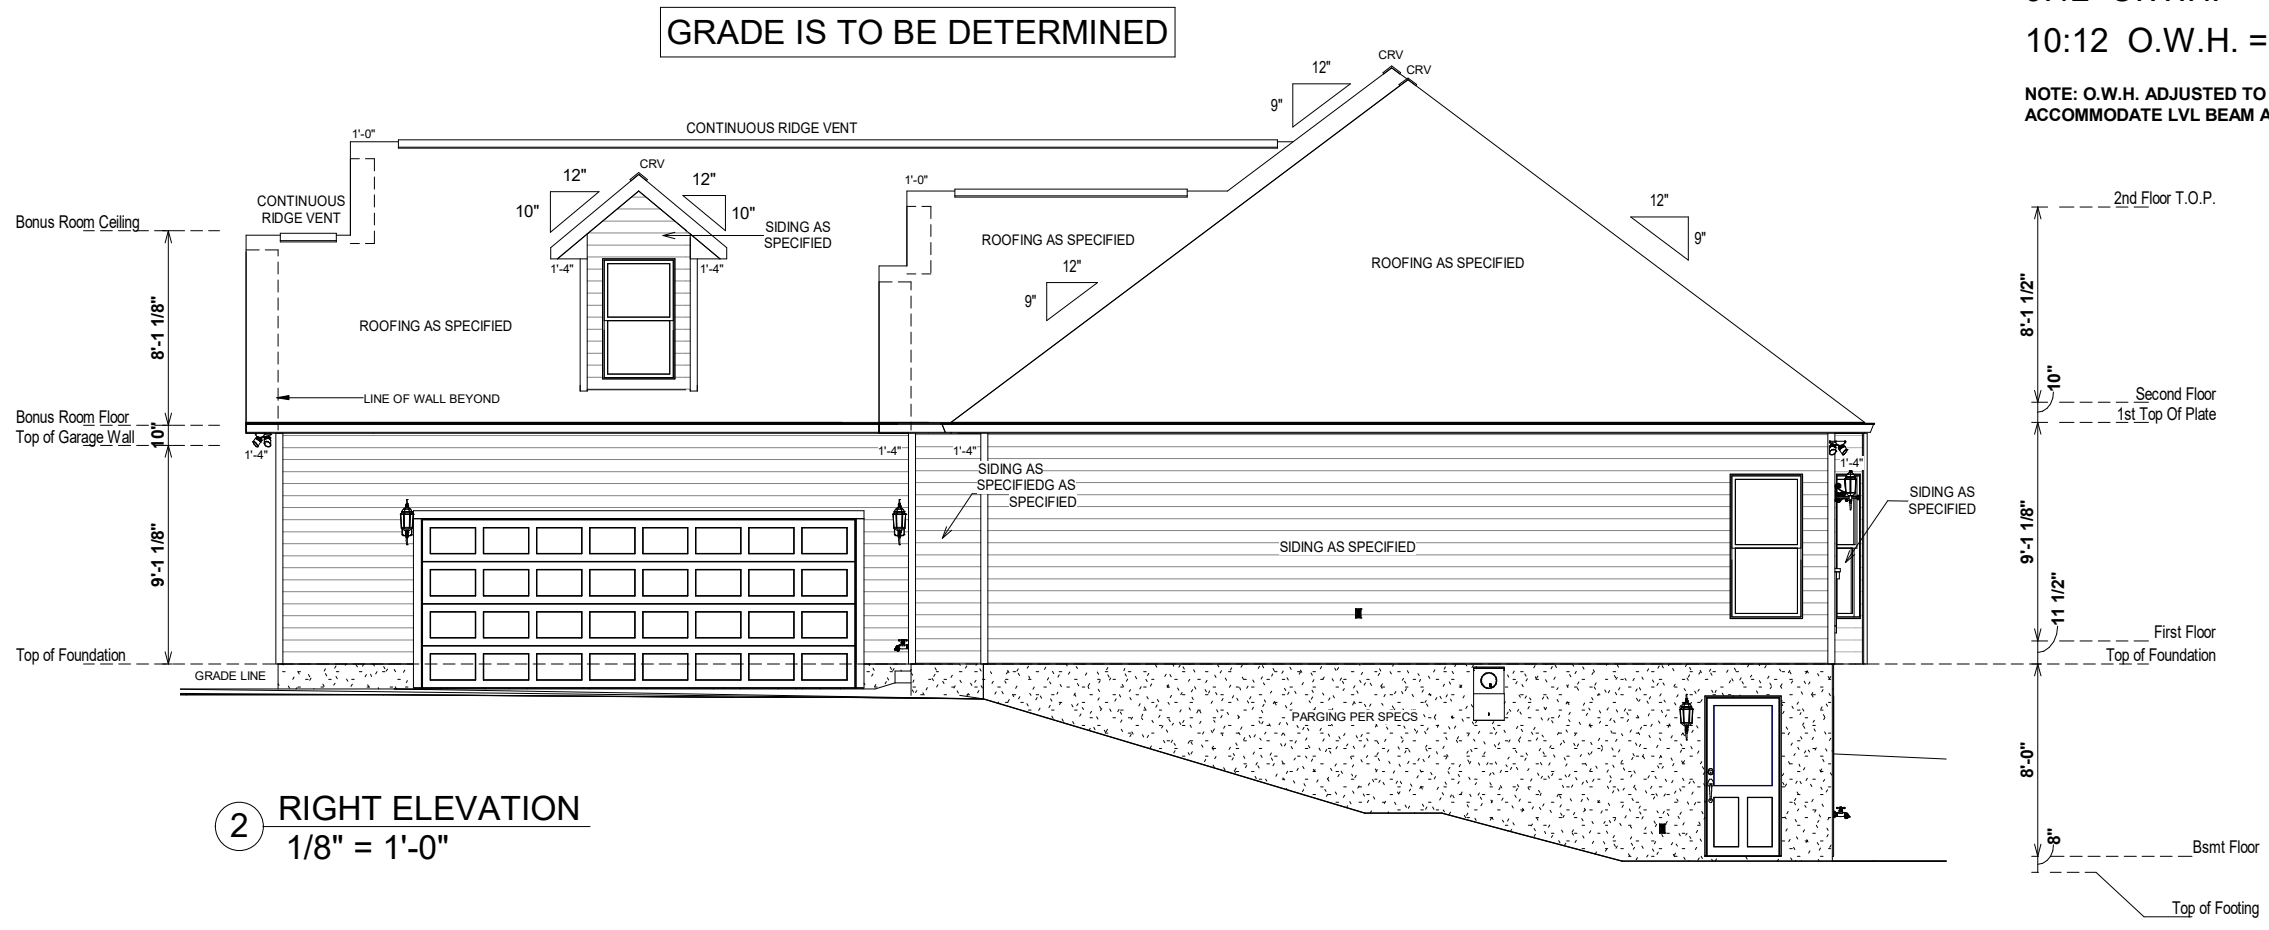 GRADE IS TO BE DETERMINED
10:12 O.W.H. =
NOTE: O.W.H. ADJUSTED TO
ACCOMMODATE LVL BEAM A
CRV
CRV
12"
9"
1'-0"
CONTINUOUS RIDGE VENT
CRV
12"
12"
10"
10"
1'-0"
CONTINUOUS
RIDGE VENT
Bonus Room Ceiling
SIDING AS
SPECIFIED
ROOFING AS SPECIFIED
12"
9"
2nd Floor T.O.P.
1'-4"
1'-4"
12"
9"
ROOFING AS SPECIFIED
8'-1 1/8"
ROOFING AS SPECIFIED
8'-1 1/2"
LINE OF WALL BEYOND
10"
Second Floor
1st Top Of Plate
Bonus Room Floor
Top of Garage Wall
10"
1'-4"
1'-4"
1'-4"
1'-4"
SIDING AS
SPECIFIEDG AS
SPECIFIED
SIDING AS
SPECIFIED
9'-1 1/8"
SIDING AS SPECIFIED
9'-1 1/8"
11 1/2"
First Floor
Top of Foundation
Top of Foundation
GRADE LINE
PARGING PER SPECS
8'-0"
2
RIGHT ELEVATION
1/8" = 1'-0"
8"
Bsmt Floor
Top of Footing